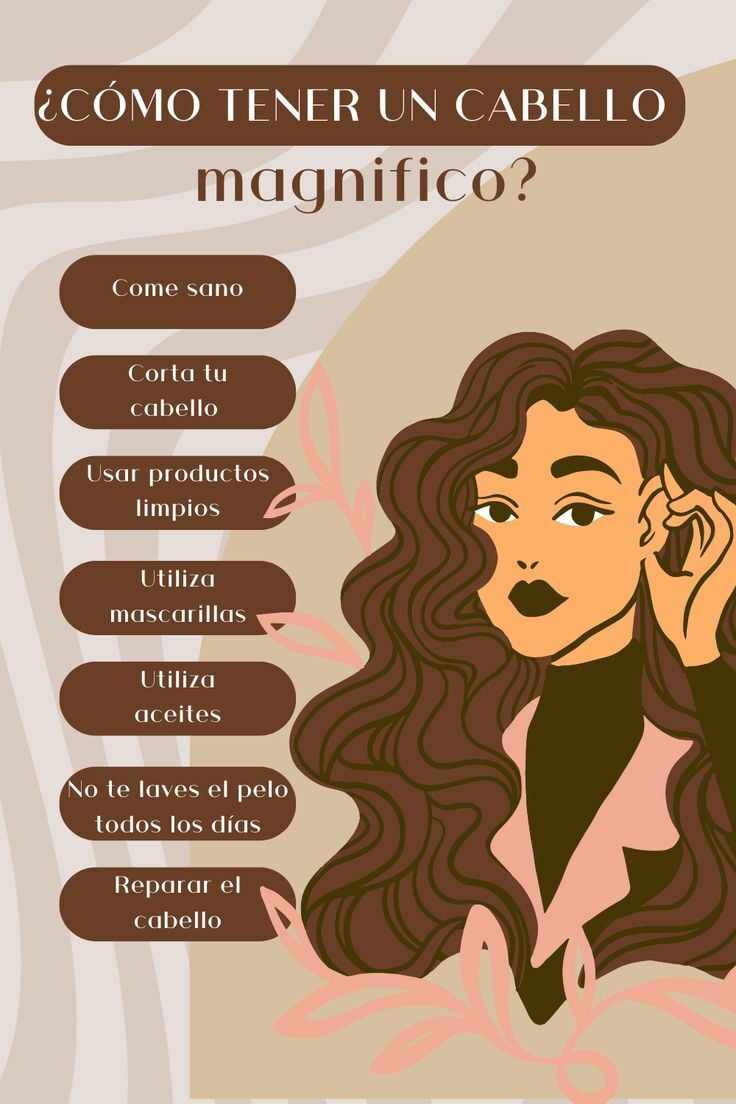 ¿CÓMO TENER UN CABELLO
magnifico?
Come sano
Corta tu
cabello
Usar productos
limpios
Utiliza
mascarillas
Utiliza
aceites
No te laves el pelo
todos los días
Reparar el
cabello